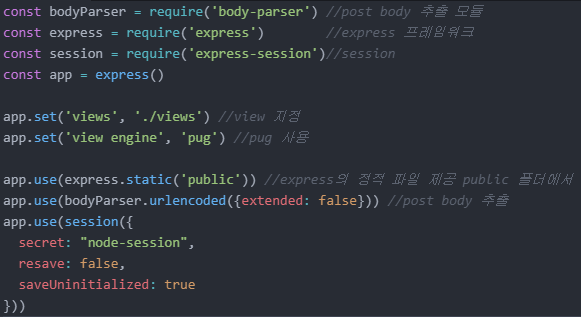 const bodyParser = require('body-parser') //post body 추출 모듈
const express = require('express') //express 프레임워크
const session = require('express-session')//session
const app = express()
app.set('views', './views') //view 지정
app.set('view engine', 'pug') //pug 사용
app.use(express.static('public')) //express의 정적 파일 제공 public 폴더에서
app.use(bodyParser.urlencoded({extended: false})) //post body 추출
app.use(session({
secret: "node-session",
resave: false,
saveUninitialized: true
}))